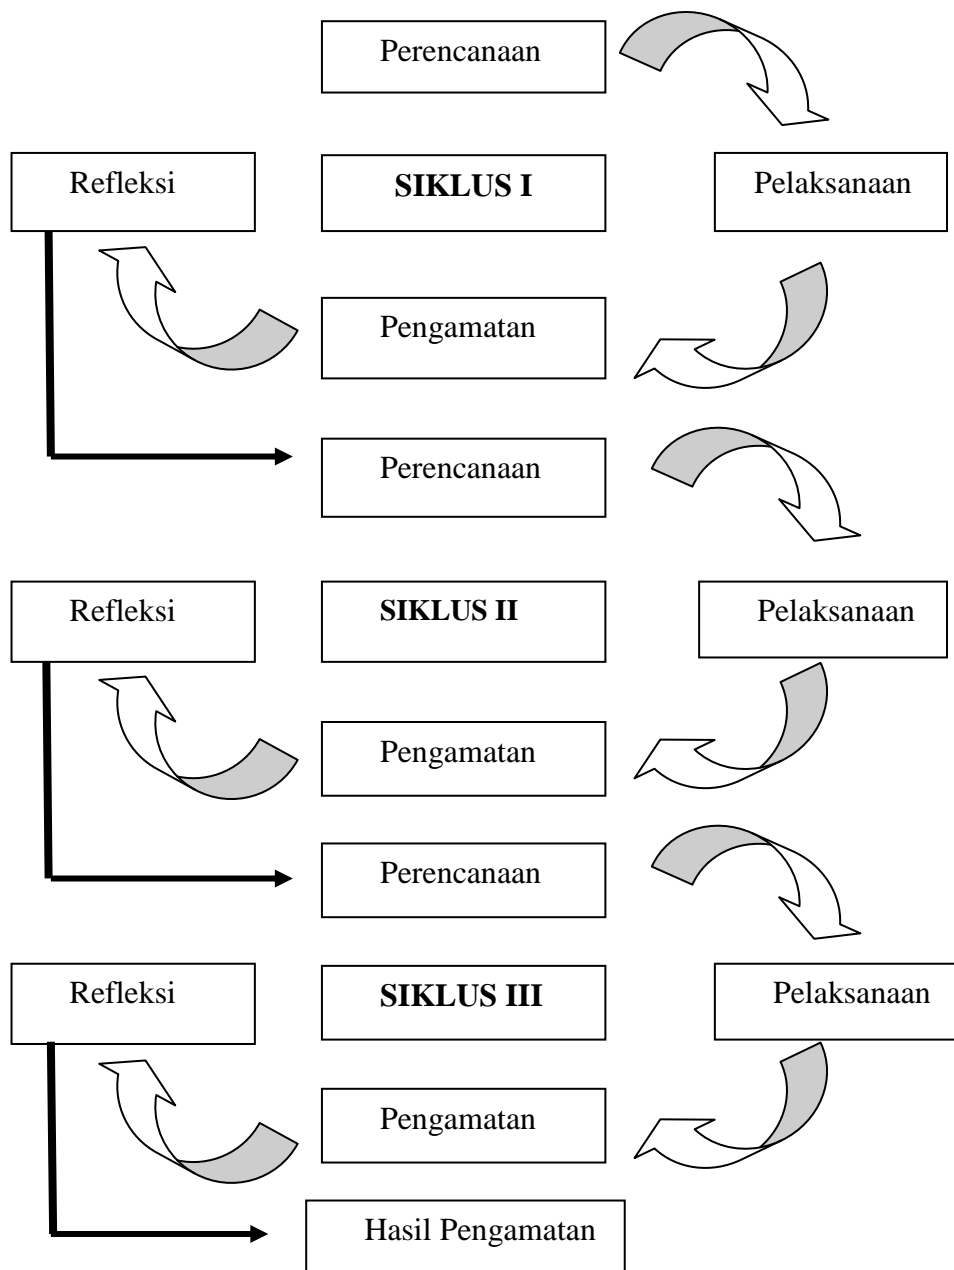 Perencanaan
Refleksi
SIKLUS I
Pelaksanaan
Pengamatan
Perencanaan
Refleksi
SIKLUS II
Pelaksanaan
Pengamatan
Perencanaan
Refleksi
SIKLUS III
Pelaksanaan
Pengamatan
Hasil Pengamatan